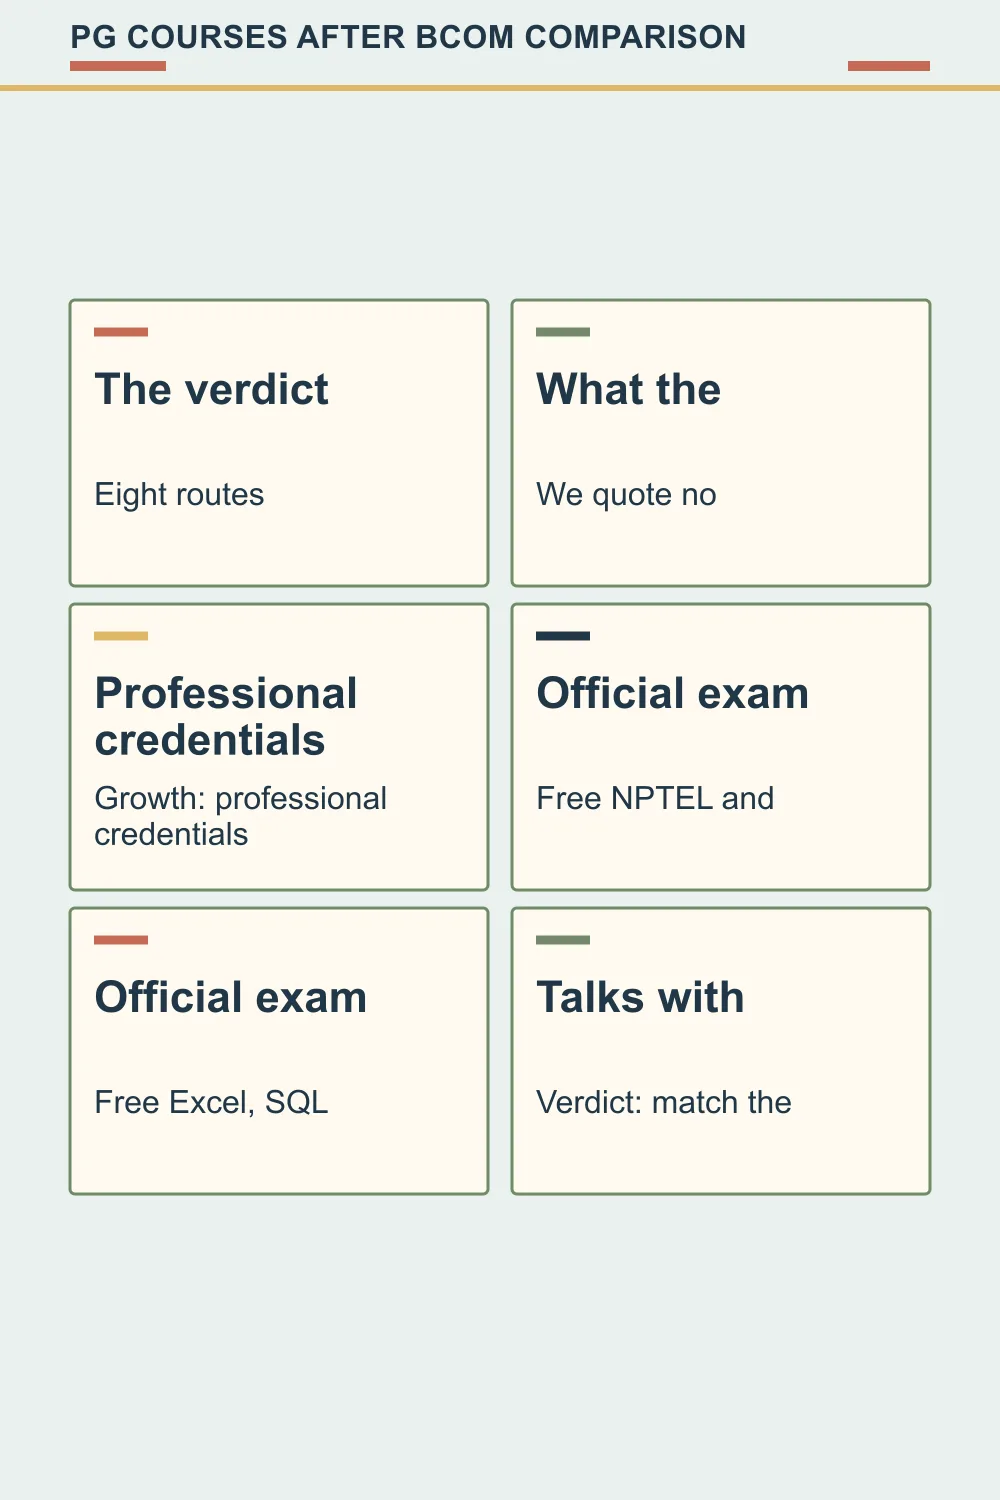 PG COURSES AFTER BCOM COMPARISON
The verdict
Eight routes
What the
We quote no
Professional
credentials
Growth: professional
credentials
Official exam
Free NPTEL and
Official exam
Free Excel, SQL
Talks with
Verdict: match the